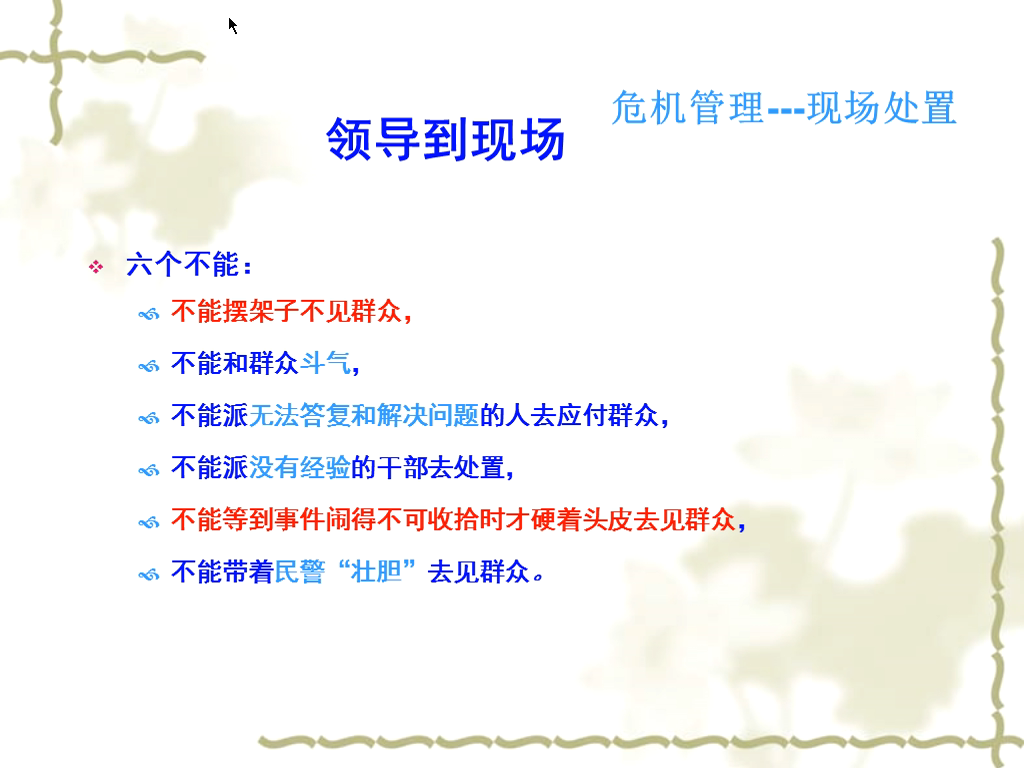 危机管理---现场处置
领导到现场
六个不能：
不能摆架子不见群众，
不能和群众斗气，
不能派无法答复和解决问题的人去应付群众，
不能派没有经验的干部去处置，
不能等到事件闹得不可收拾时才硬着头皮去见群众，
不能带着民警“壮胆”去见群众。